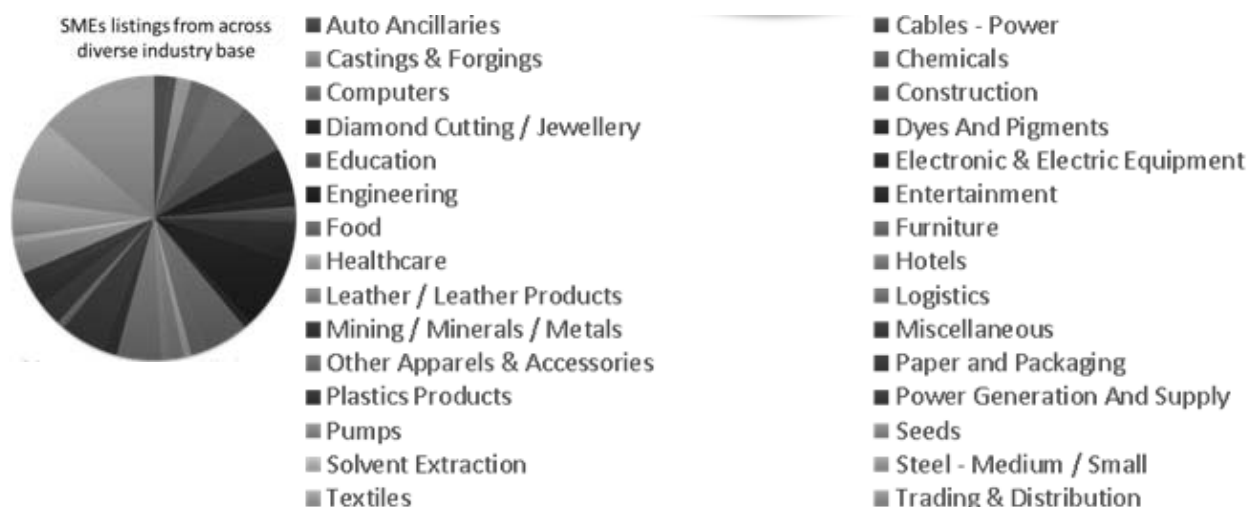 SMEs listings from across
diverse industry base
Auto Ancillaries
Castings & Forgings
Computers
Diamond Cutting / Jewellery
Education
Engineering
Food
Healthcare
Leather / Leather Products
Mining / Minerals / Metals
Other Apparels & Accessories
Plastics Products
Pumps
Solvent Extraction
Textiles
Cables - Power
Chemicals
Construction
Dyes And Pigments
Electronic & Electric Equipment
Entertainment
Furniture
Hotels
Logistics
Miscellaneous
Paper and Packaging
Power Generation And Supply
Seeds
Steel - Medium / Small
Trading & Distribution